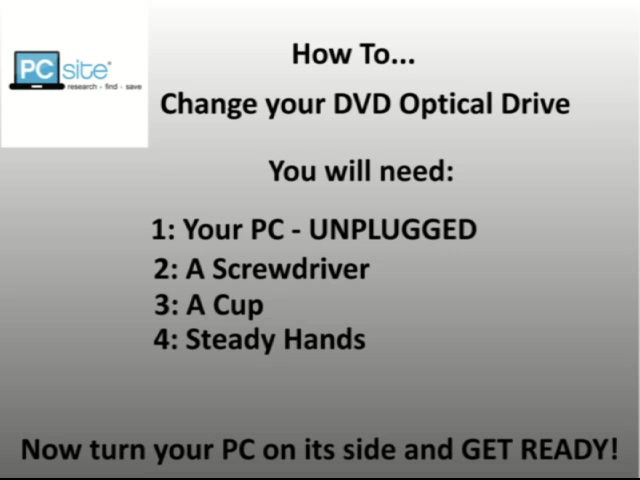 PC site®
research - find - save
How To...
Change your DVD Optical Drive
You will need:
1: Your PC - UNPLUGGED
2: A Screwdriver
3: A Cup
4: Steady Hands
Now turn your PC on its side and GET READY!